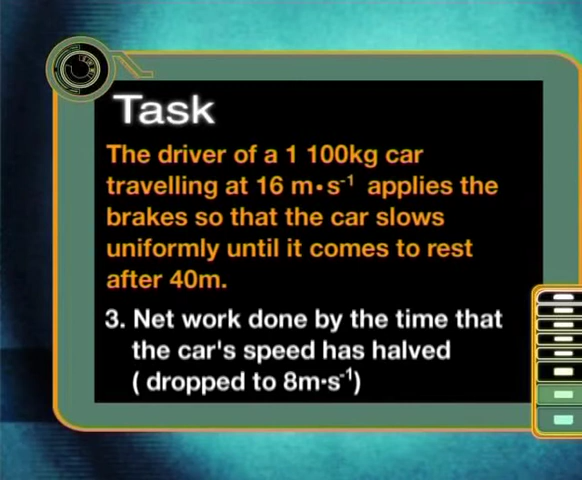 Task
The driver of a 1 100kg car
travelling at 16 m•s⁻¹ applies the
brakes so that the car slows
uniformly until it comes to rest
after 40m.
3. Net work done by the time that
the car's speed has halved
( dropped to 8m•s⁻¹)